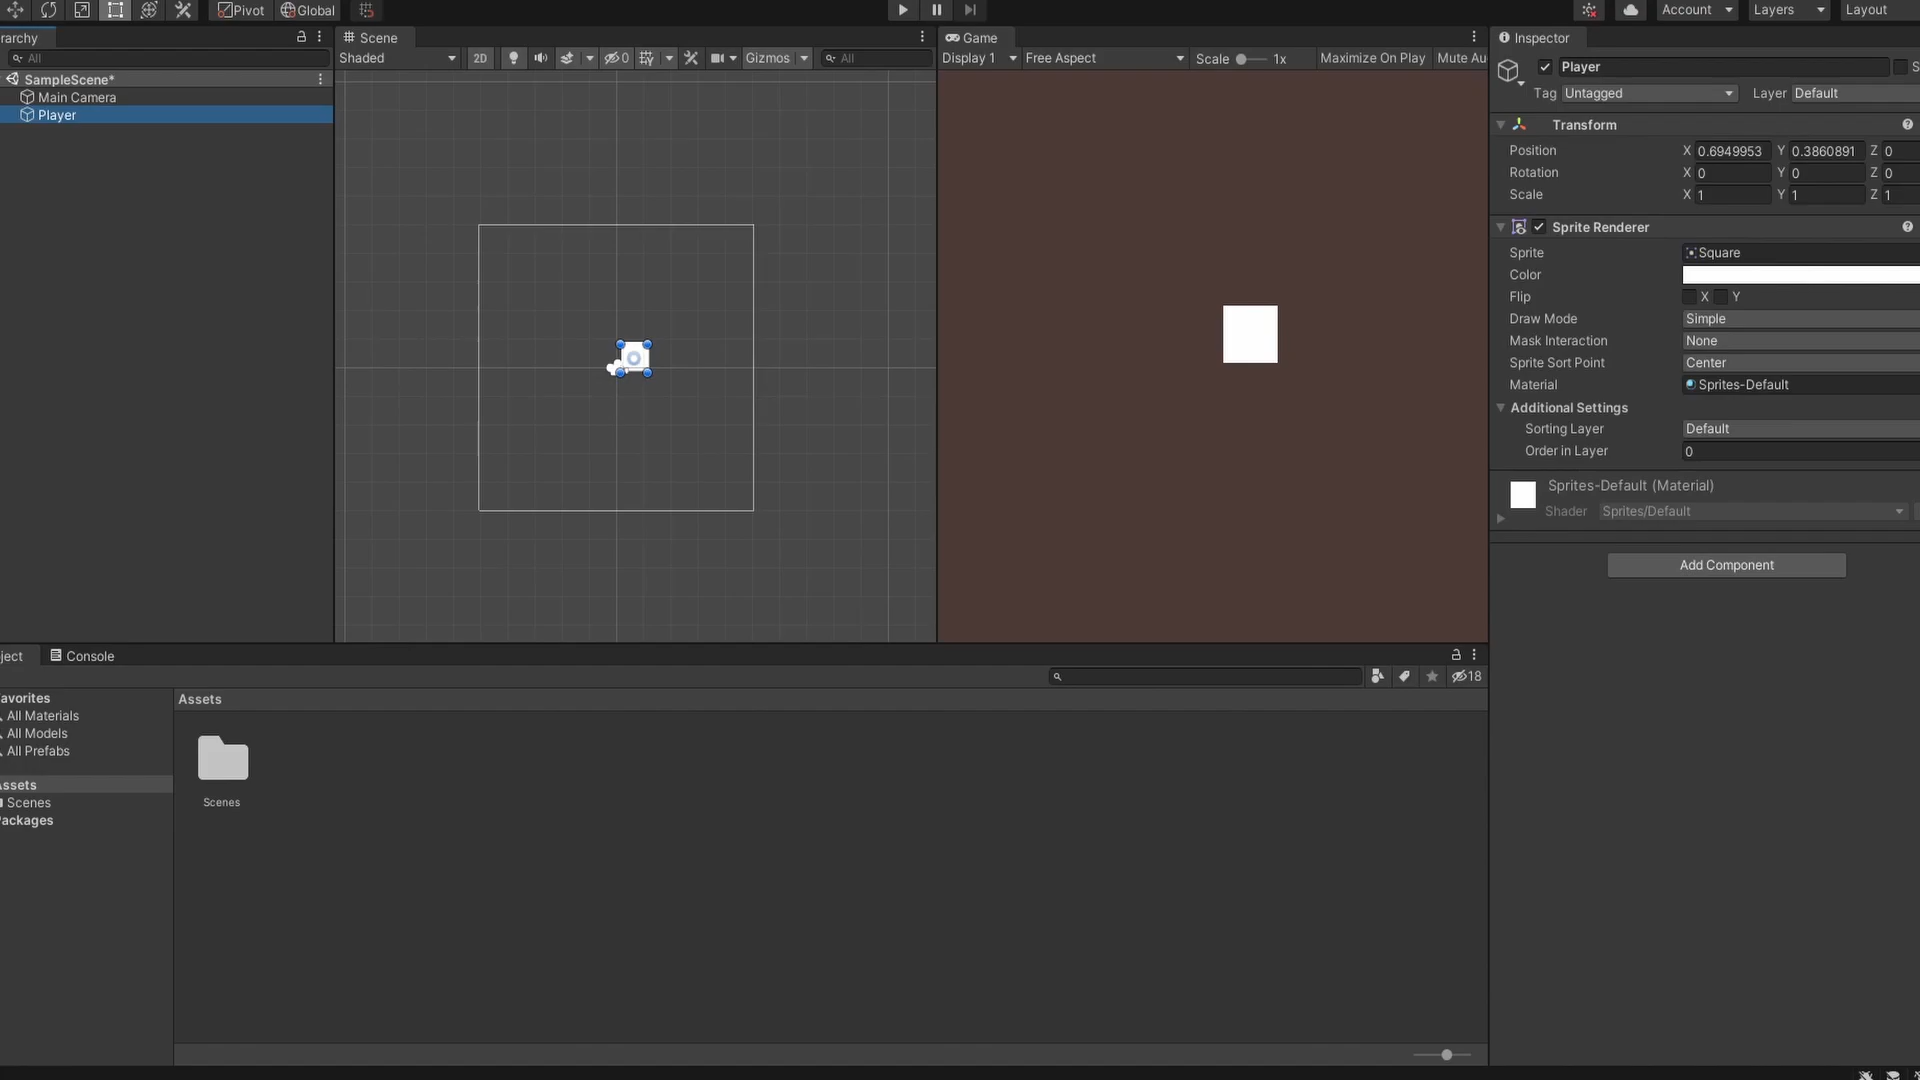 Pivot Global Account Layers Layout
rarchy
All
SampleScene*
Main Camera
Player
Scene
Shaded 2D 0 Gizmos All
Game
Display 1 Free Aspect Scale 1x Maximize On Play Mute Au
Inspector
Player S
Tag Untagged Layer Default
Transform
Position X 0.6949953 Y 0.3860891 Z 0
Rotation X 0 Y 0 Z 0
Scale X 1 Y 1 Z 1
Sprite Renderer
Sprite Square
Color
Flip X Y
Draw Mode Simple
Mask Interaction None
Sprite Sort Point Center
Material Sprites-Default
Additional Settings
Sorting Layer Default
Order in Layer 0
Sprites-Default (Material)
Shader Sprites/Default
Add Component
ject Console
18
avorites
All Materials
All Models
All Prefabs
Assets
Scenes
ackages
Assets
Scenes